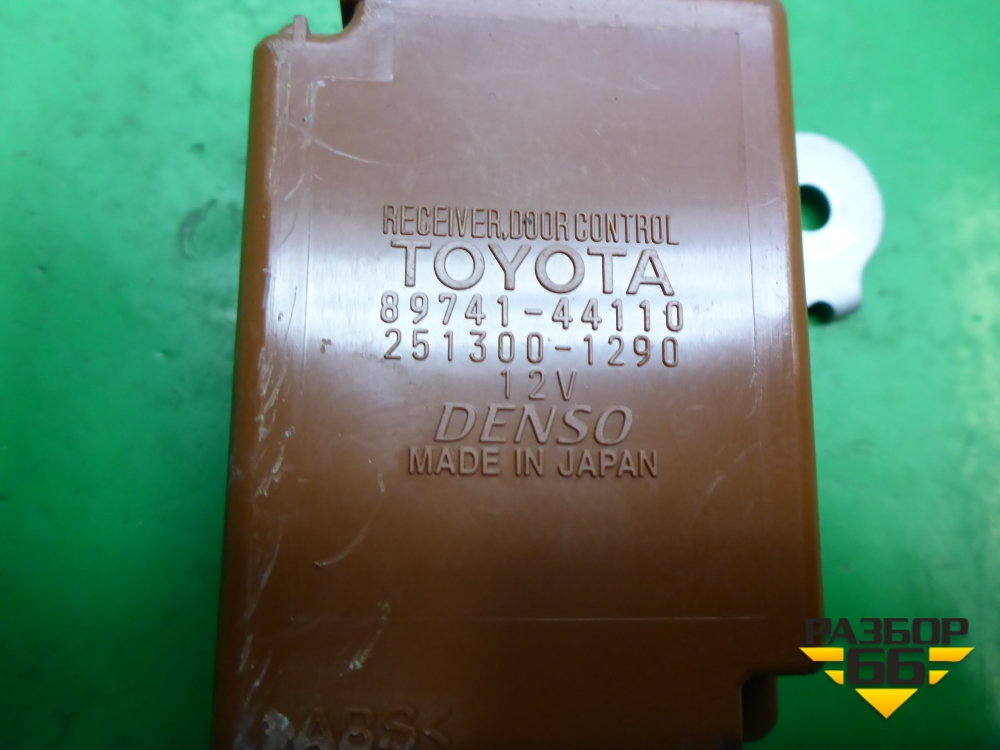 RECEIVER,DOOR CONTROL
TOYOTA
89741-44110
251300-1290
12V
DENSO
MADE IN JAPAN
РАЗБОР
66